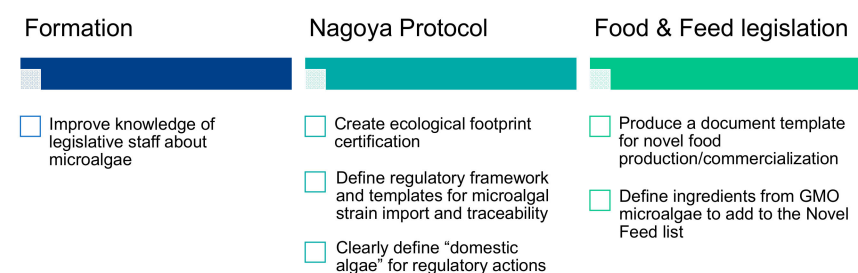 Formation
Improve knowledge of
legislative staff about
microalgae
Nagoya Protocol
Create ecological footprint
certification
Define regulatory framework
and templates for microalgal
strain import and traceability
Clearly define “domestic
algae” for regulatory actions
Food & Feed legislation
Produce a document template
for novel food
production/commercialization
Define ingredients from GMO
microalgae to add to the Novel
Feed list